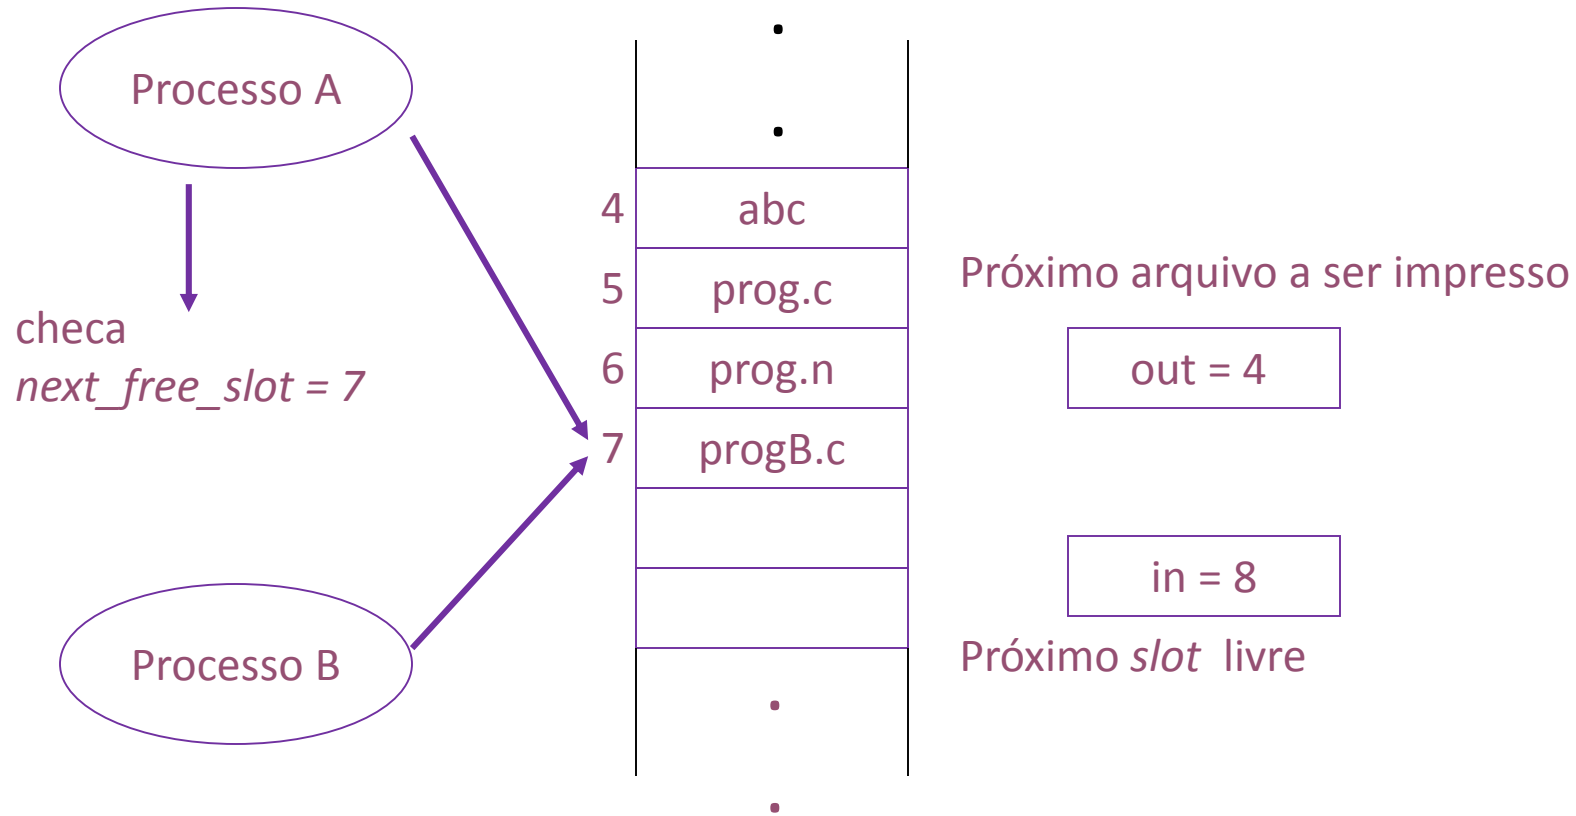 Processo A
checa
next_free_slot = 7
Processo B
4 abc
5 prog.c
6 prog.n
7 progB.c
Próximo arquivo a ser impresso
out = 4
in = 8
Próximo slot livre